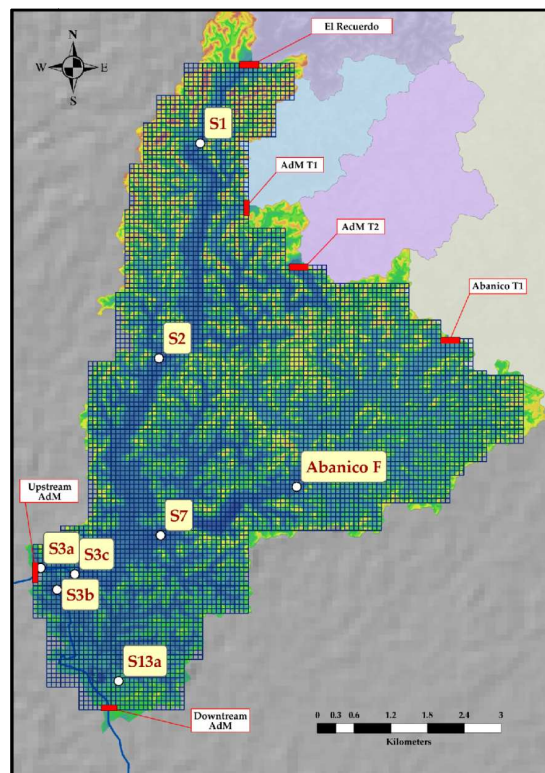 El Recuerdo
N
W E
S
S1
AdM T1
AdM T2
Abanico T1
S2
Abanico F
Upstream
AdM
S7
S3a
S3c
S3b
S13a
Downtream
AdM
0 0.3 0.6 1.2 1.8 2.4 3
Kilometers